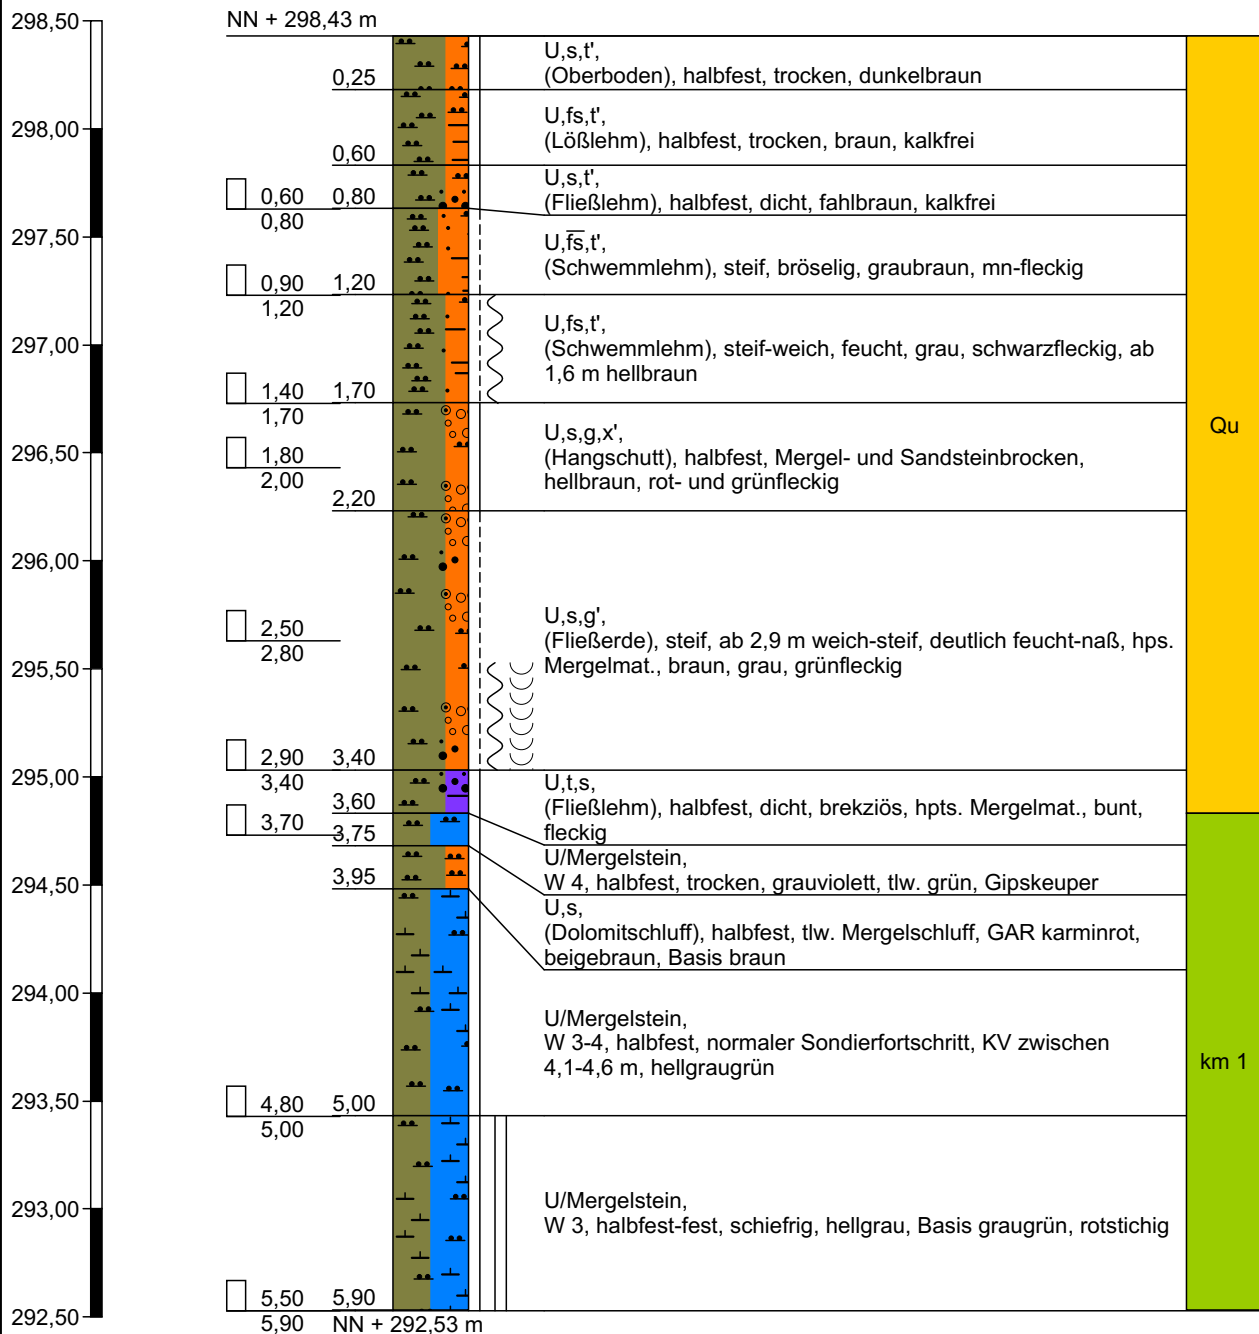 298,50
NN + 298,43 m
U,s,t',
0,25
(Oberboden), halbfest, trocken, dunkelbraun
298,00
U,fs,t',
0,60
(Lößlehm), halbfest, trocken, braun, kalkfrei
U,s,t',
0,60 0,80
(Fließlehm), halbfest, dicht, fahlbraun, kalkfrei
0,80
297,50
U,f̅s̅,t',
0,90 1,20
(Schwemmlehm), steif, bröselig, graubraun, mn-fleckig
1,20
U,fs,t',
297,00
(Schwemmlehm), steif-weich, feucht, grau, schwarzfleckig, ab
1,6 m hellbraun
1,40 1,70
1,70
Qu
U,s,g,x',
296,50
1,80
(Hangschutt), halbfest, Mergel- und Sandsteinbrocken,
2,00
hellbraun, rot- und grünfleckig
2,20
296,00
U,s,g',
2,50
(Fließerde), steif, ab 2,9 m weich-steif, deutlich feucht-naß, hps.
2,80
295,50
Mergelmat., braun, grau, grünfleckig
2,90 3,40
295,00
3,40
U,t,s,
3,60
(Fließlehm), halbfest, dicht, brekziös, hpts. Mergelmat., bunt,
fleckig
3,70
3,75
U/Mergelstein,
294,50
3,95
W 4, halbfest, trocken, grauviolett, tlw. grün, Gipskeuper
U,s,
(Dolomitschluff), halbfest, tlw. Mergelschluff, GAR karminrot,
beigebraun, Basis braun
294,00
U/Mergelstein,
W 3-4, halbfest, normaler Sondierfortschritt, KV zwischen
4,1-4,6 m, hellgraugrün
km 1
293,50
4,80 5,00
5,00
293,00
U/Mergelstein,
W 3, halbfest-fest, schiefrig, hellgrau, Basis graugrün, rotstichig
292,50
5,50 5,90
5,90
NN + 292,53 m